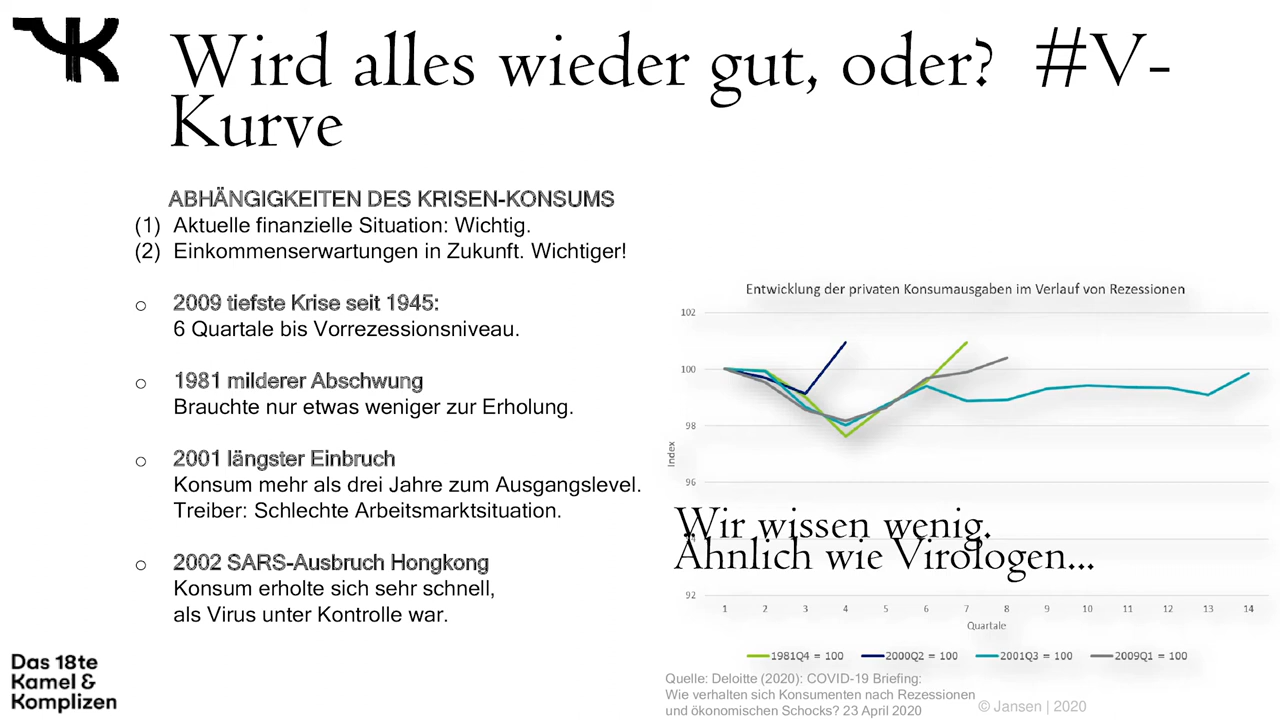 Wird alles wieder gut, oder? #V-
Kurve
ABHÄNGIGKEITEN DES KRISEN-KONSUMS
(1) Aktuelle finanzielle Situation: Wichtig.
(2) Einkommenserwartungen in Zukunft. Wichtiger!
o 2009 tiefste Krise seit 1945:
6 Quartale bis Vorrezessionsniveau.
o 1981 milderer Abschwung
Brauchte nur etwas weniger zur Erholung.
o 2001 längster Einbruch
Konsum mehr als drei Jahre zum Ausgangslevel.
Treiber: Schlechte Arbeitsmarktsituation.
o 2002 SARS-Ausbruch Hongkong
Konsum erholte sich sehr schnell,
als Virus unter Kontrolle war.
Entwicklung der privaten Konsumausgaben im Verlauf von Rezessionen
102
100
98
96
92
Index
Wir wissen wenig.
Ähnlich wie Virologen...
1 2 3 4 5 6 7 8 9 10 11 12 13 14
Quartale
1981Q4 = 100 2000Q2 = 100 2001Q3 = 100 2009Q1 = 100
Quelle: Deloitte (2020): COVID-19 Briefing:
Wie verhalten sich Konsumenten nach Rezessionen
und ökonomischen Schocks? 23 April 2020
© Jansen | 2020
Das 18te
Kamel &
Komplizen